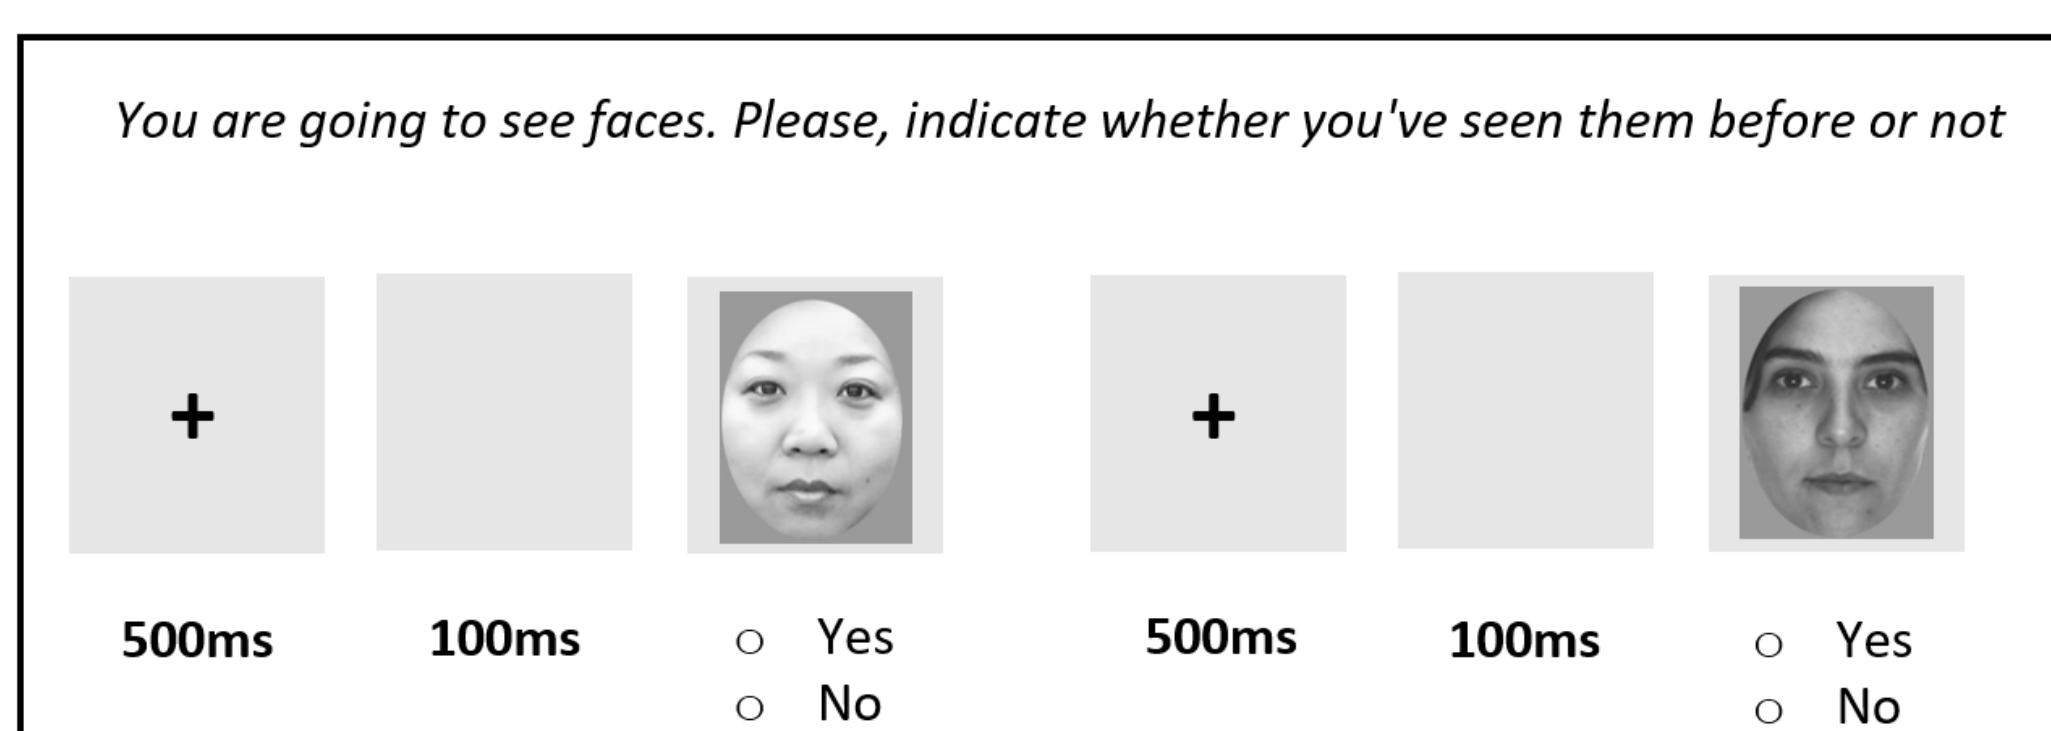 You are going to see faces. Please, indicate whether you've seen them before or not
+ +
500ms 100ms ○ Yes 500ms 100ms ○ Yes
○ No ○ No